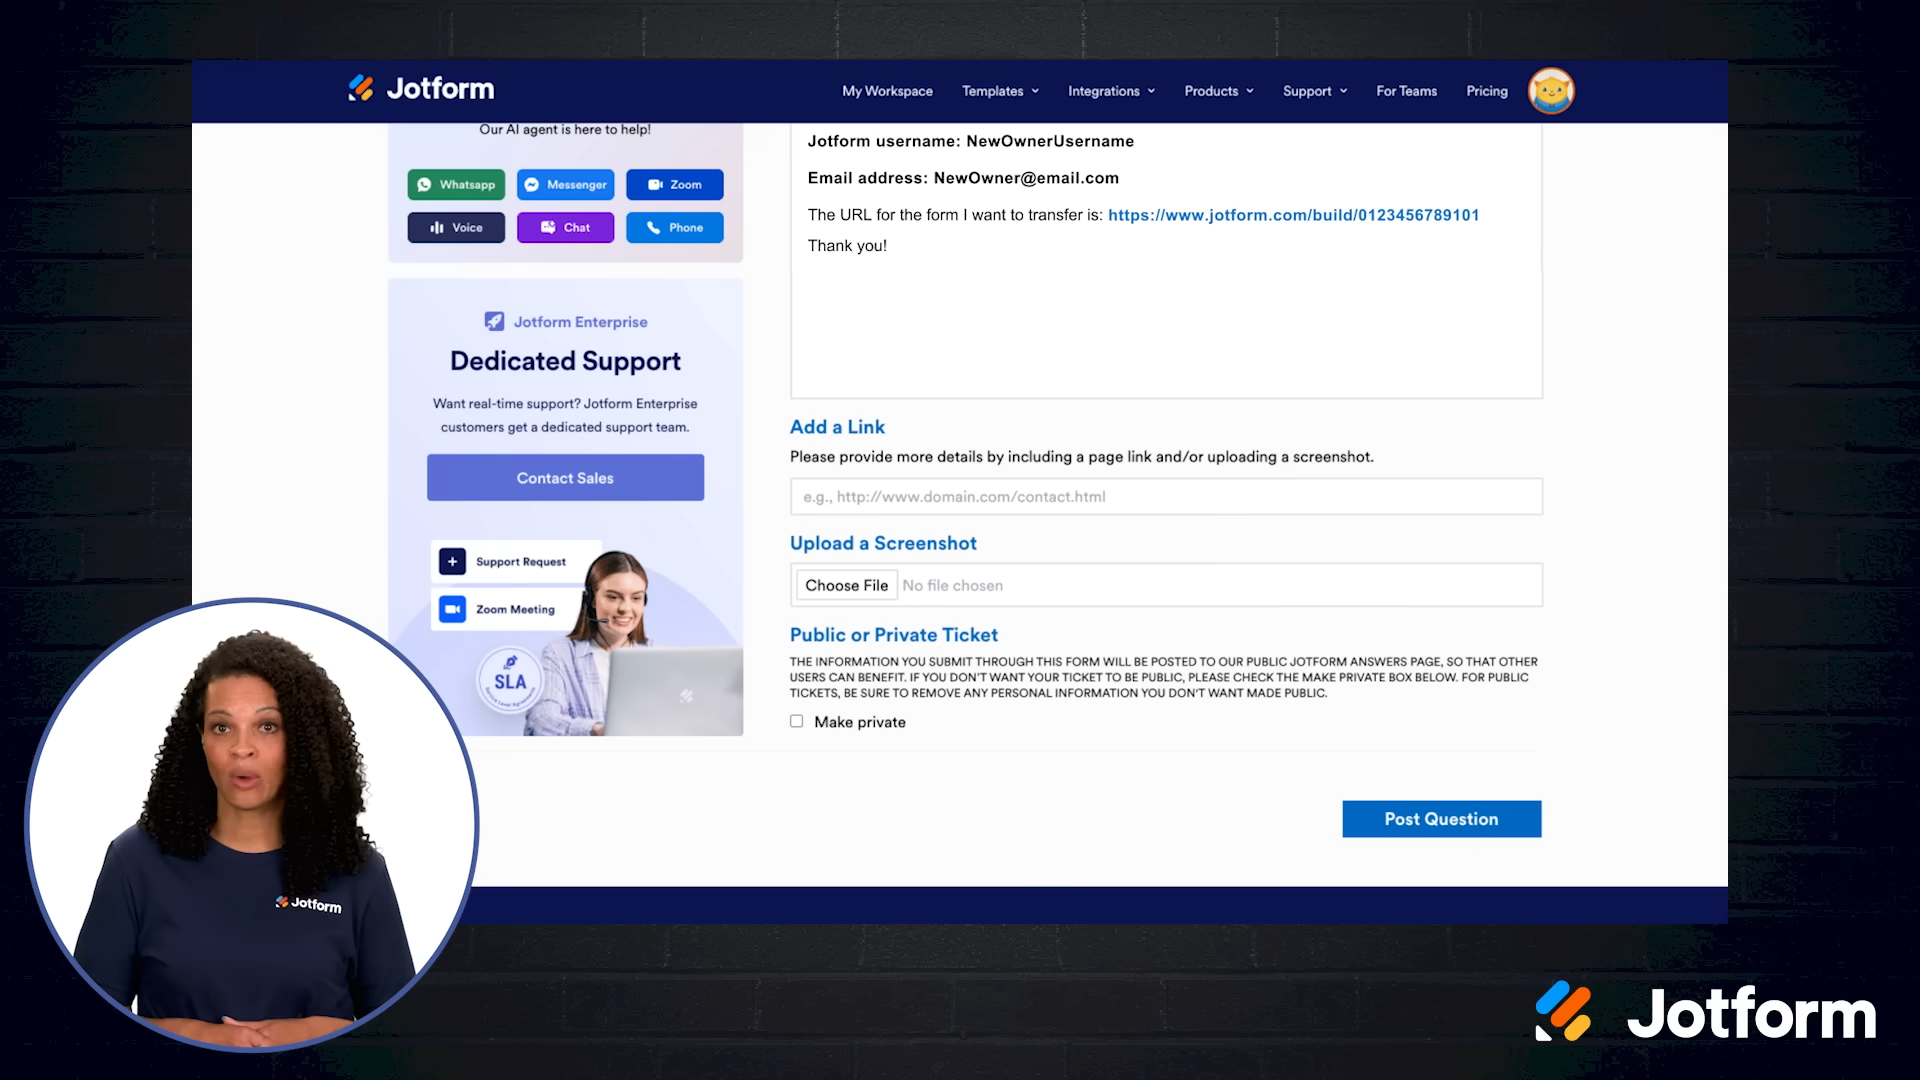 Jotform
My Workspace
Templates
Integrations
Products
Support
For Teams
Pricing
Our AI agent is here to help!
Whatsapp
Messenger
Zoom
Voice
Chat
Phone
Jotform Enterprise
Dedicated Support
Want real-time support? Jotform Enterprise
customers get a dedicated support team.
Contact Sales
Support Request
Zoom Meeting
SLA
Jotform username: NewOwnerUsername
Email address: NewOwner@email.com
The URL for the form I want to transfer is: https://www.jotform.com/build/0123456789101
Thank you!
Add a Link
Please provide more details by including a page link and/or uploading a screenshot.
e.g., http://www.domain.com/contact.html
Upload a Screenshot
Choose File No file chosen
Public or Private Ticket
THE INFORMATION YOU SUBMIT THROUGH THIS FORM WILL BE POSTED TO OUR PUBLIC JOTFORM ANSWERS PAGE, SO THAT OTHER
USERS CAN BENEFIT. IF YOU DON'T WANT YOUR TICKET TO BE PUBLIC, PLEASE CHECK THE MAKE PRIVATE BOX BELOW. FOR PUBLIC
TICKETS, BE SURE TO REMOVE ANY PERSONAL INFORMATION YOU DON'T WANT MADE PUBLIC.
Make private
Post Question
Jotform
Jotform